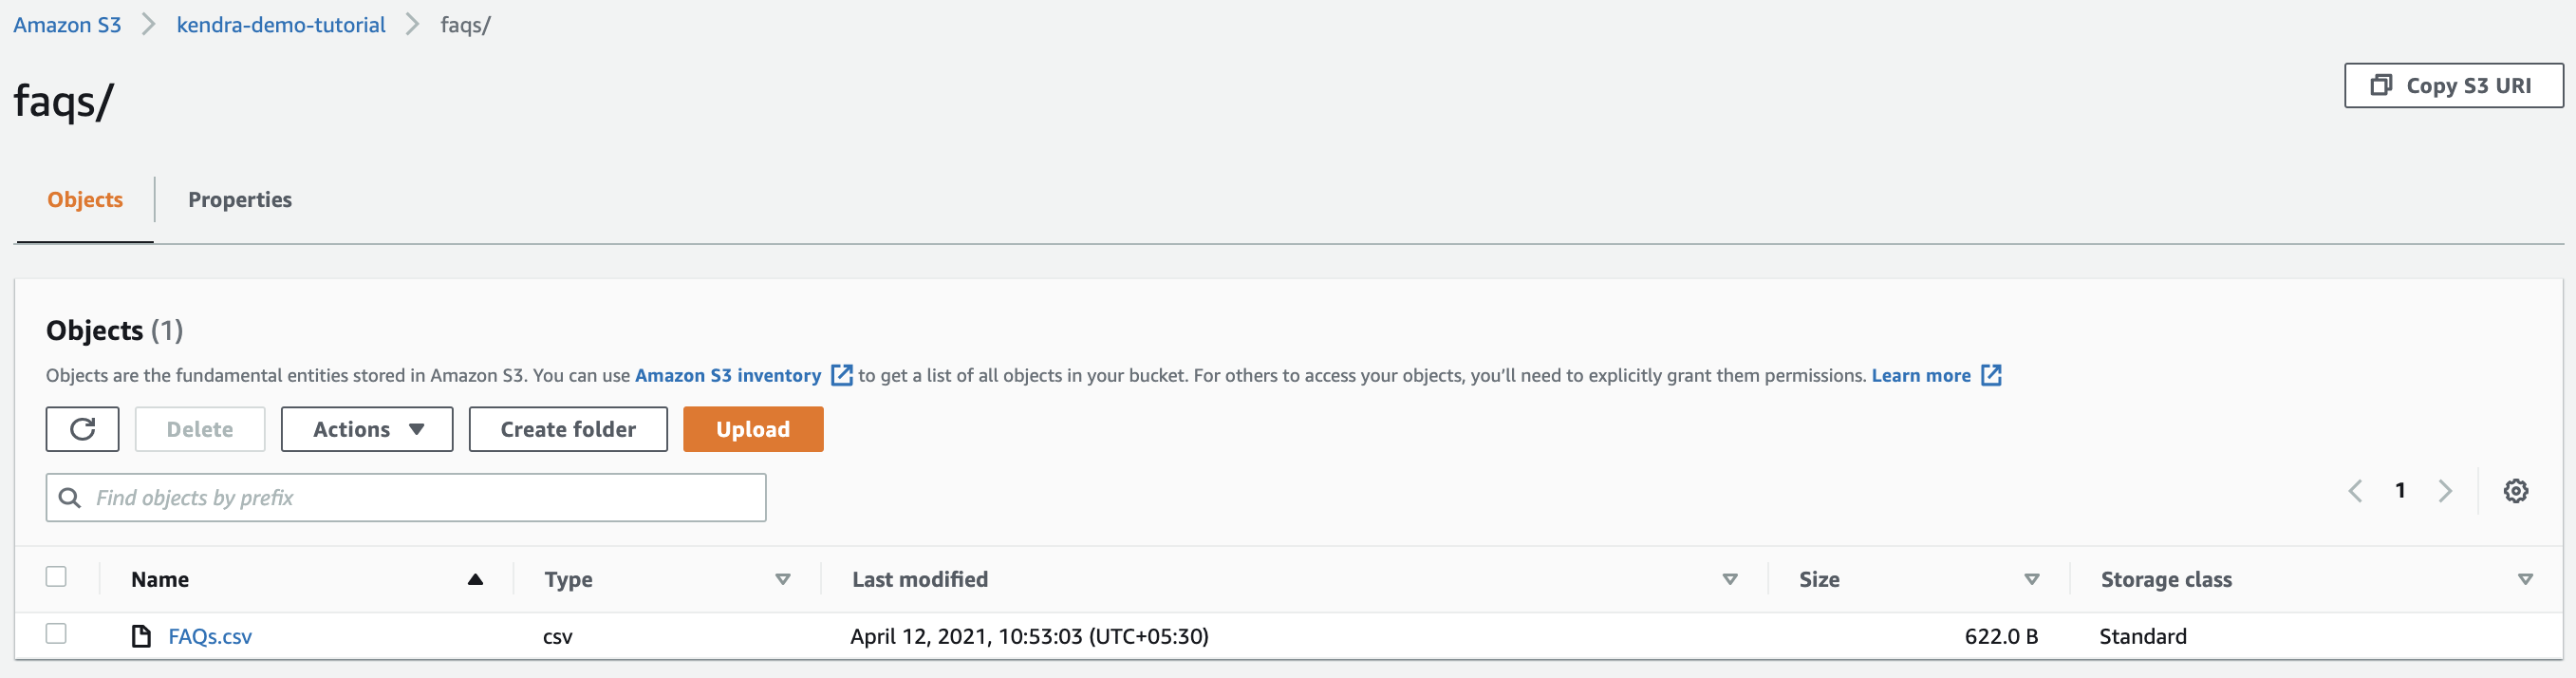 Amazon S3 kendra-demo-tutorial faqs/
faqs/
Copy S3 URI
Objects Properties
Objects (1)
Objects are the fundamental entities stored in Amazon S3. You can use Amazon S3 inventory to get a list of all objects in your bucket. For others to access your objects, you’ll need to explicitly grant them permissions. Learn more
Delete Actions Create folder Upload
Find objects by prefix 1
Name Type Last modified Size Storage class
FAQs.csv csv April 12, 2021, 10:53:03 (UTC+05:30) 622.0 B Standard